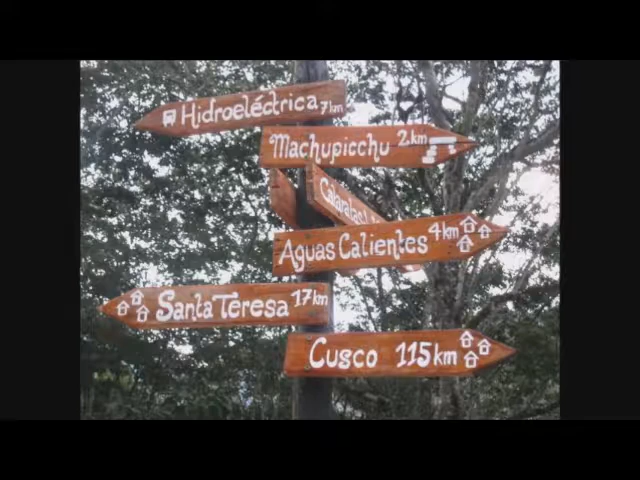 Hidroeléctrica 7km
Machupicchu 2km
Aguas Calientes 4km
Santa Teresa 17km
Cusco 115km